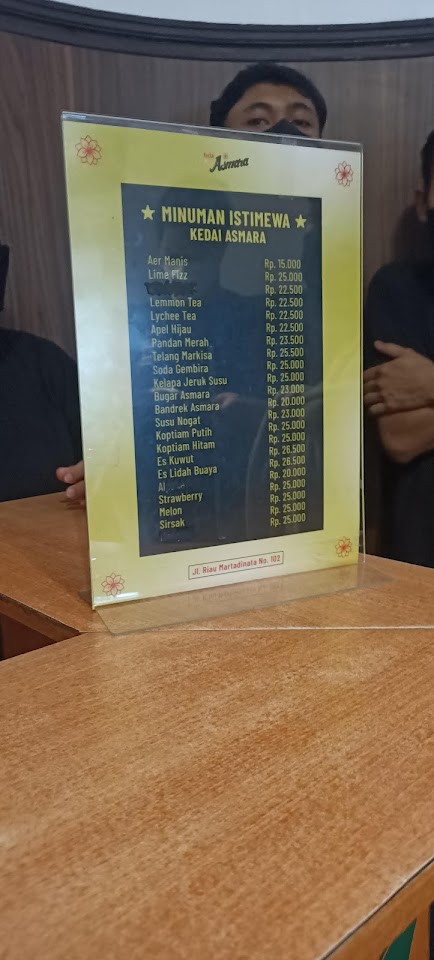 Kedai Asmara
★ MINUMAN ISTIMEWA ★
KEDAI ASMARA
Aer Manis Rp. 15.000
Lime Fizz Rp. 25.000
Rp. 22.500
Lemmon Tea Rp. 22.500
Lychee Tea Rp. 22.500
Apel Hijau Rp. 22.500
Pandan Merah Rp. 23.500
Telang Markisa Rp. 25.500
Soda Gembira Rp. 25.000
Kelapa Jeruk Susu Rp. 25.000
Bugar Asmara Rp. 23.000
Bandrek Asmara Rp. 20.000
Susu Nogat Rp. 23.000
Koptiam Putih Rp. 25.000
Koptiam Hitam Rp. 25.000
Es Kuwut Rp. 26.500
Es Lidah Buaya Rp. 26.500
Rp. 20.000
Strawberry Rp. 25.000
Melon Rp. 25.000
Sirsak Rp. 25.000
Rp. 25.000
Jl. Riau Martadinata No. 102